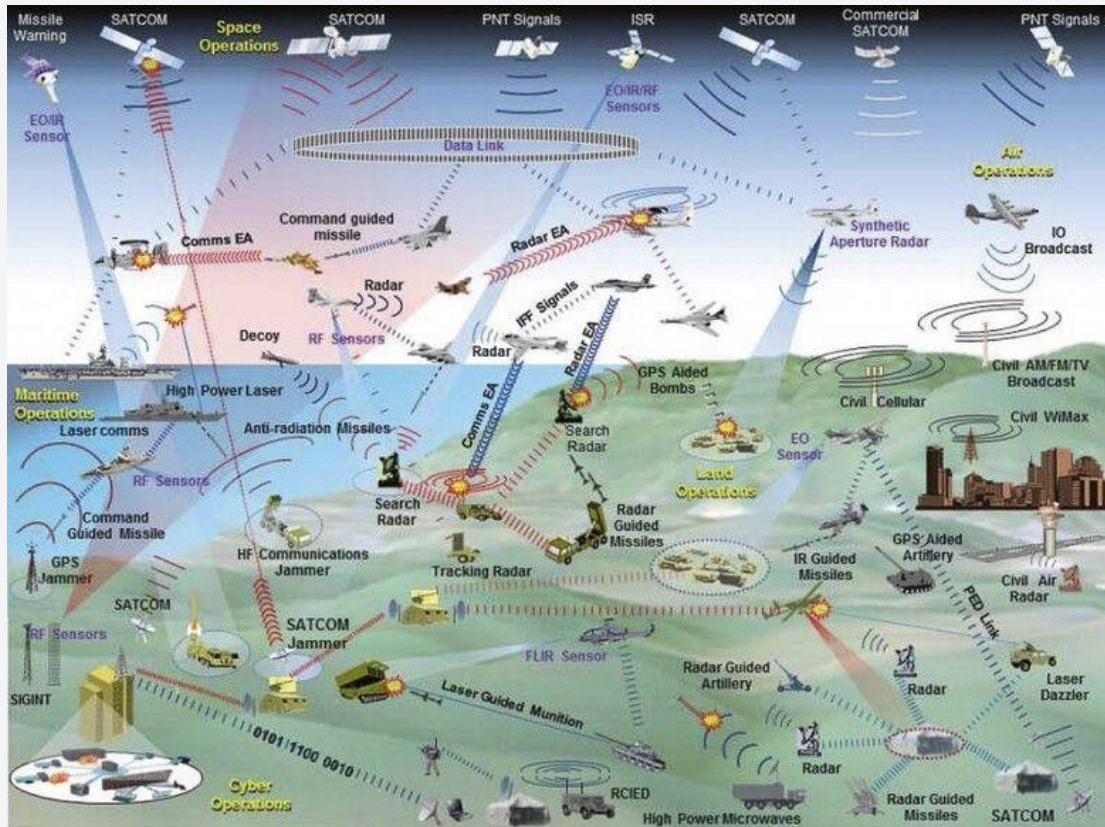 Missile
Warning
SATCOM
Space
Operations
SATCOM
PNT Signals
ISR
SATCOM
Commercial
SATCOM
PNT Signals
EO/IR
Sensor
EO/IR/RF
Sensors
Data Link
Air
Operations
Comms EA
Command guided
missile
Radar EA
Synthetic
Aperture Radar
IO
Broadcast
Radar
RF Sensors
IFF Signals
Decoy
Radar
Radar EA
GPS Aided
Bombs
Civil AM/FM/TV
Broadcast
Maritime
Operations
High Power Laser
Laser comms
Anti-radiation Missiles
Comms EA
Search
Radar
Civil Cellular
Civil WiMax
EO
Sensor
RF Sensors
Search
Radar
Land
Operations
Command
Guided Missile
Radar
Guided
Missiles
GPS
Jammer
HF Communications
Jammer
Tracking Radar
IR Guided
Missiles
GPS Aided
Artillery
Civil Air
Radar
SATCOM
RF Sensors
SATCOM
Jammer
PED Link
FLIR Sensor
SIGINT
Radar Guided
Artillery
Radar
Laser
Dazzler
Laser Guided Munition
0101 1100 0010
Radar
Cyber
Operations
RCIED
High Power Microwaves
Radar Guided
Missiles
SATCOM